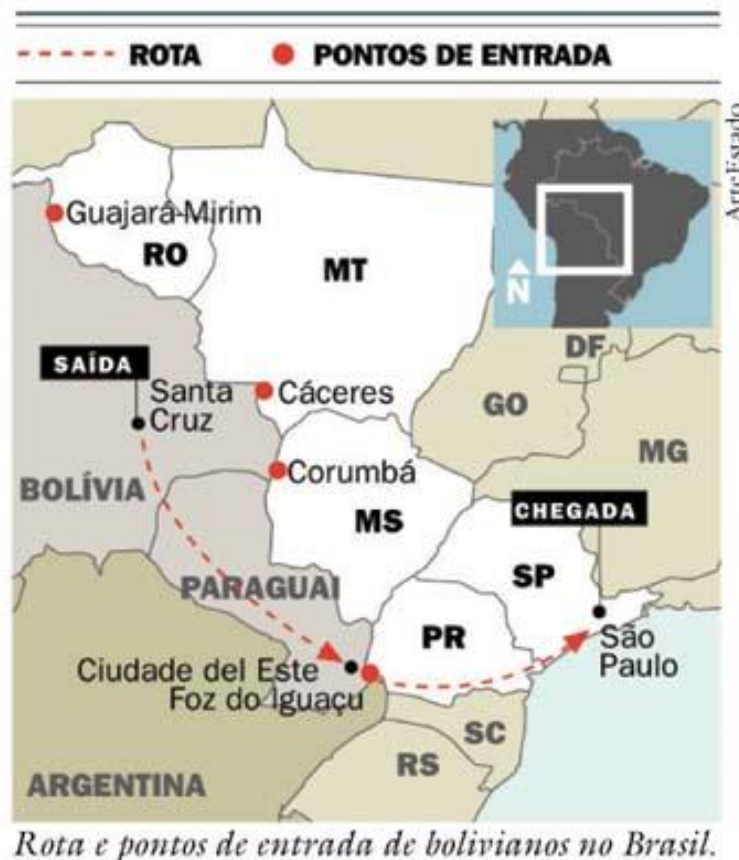 ROTA
PONTOS DE ENTRADA
ArteEstado
Guajará-Mirim
RO
MT
N
SAÍDA
Santa
Cruz
Cáceres
DF
GO
MG
BOLÍVIA
Corumbá
MS
CHEGADA
PARAGUAI
SP
PR
São
Paulo
Ciudade del Este
Foz do Iguaçu
SC
RS
ARGENTINA
Rota e pontos de entrada de bolivianos no Brasil.